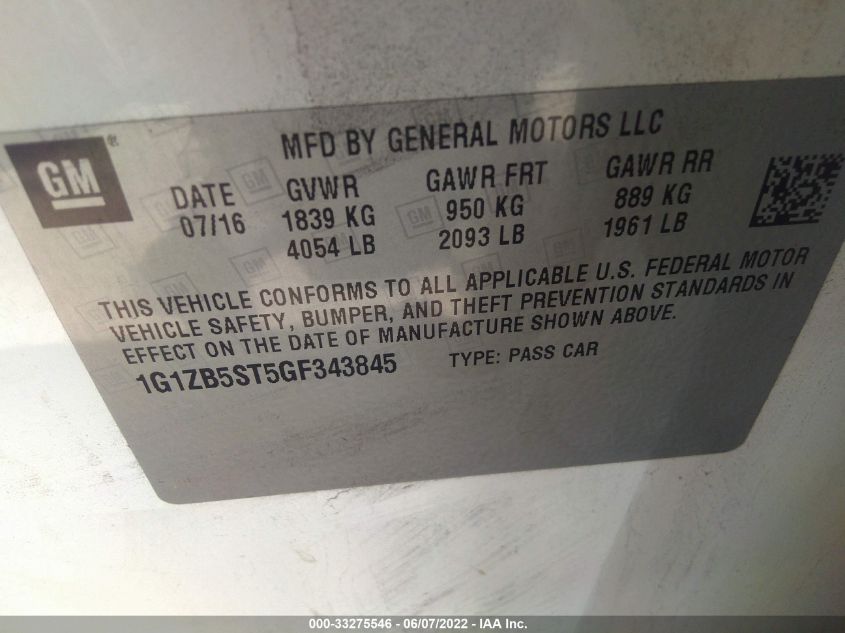 MFD BY GENERAL MOTORS LLC
GM
DATE GVWR GAWR FRT GAWR RR
07/16 1839 KG 950 KG 889 KG
4054 LB 2093 LB 1961 LB
THIS VEHICLE CONFORMS TO ALL APPLICABLE U.S. FEDERAL MOTOR
VEHICLE SAFETY, BUMPER, AND THEFT PREVENTION STANDARDS IN
EFFECT ON THE DATE OF MANUFACTURE SHOWN ABOVE.
1G1ZB5ST5GF343845 TYPE: PASS CAR
000-33275546 - 06/07/2022 - IAA Inc.